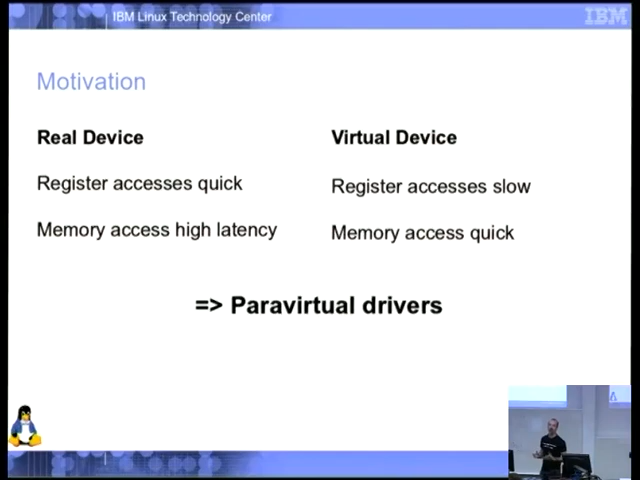 IBM Linux Technology Center
IBM
Motivation
Real Device
Virtual Device
Register accesses quick
Register accesses slow
Memory access high latency
Memory access quick
=> Paravirtual drivers